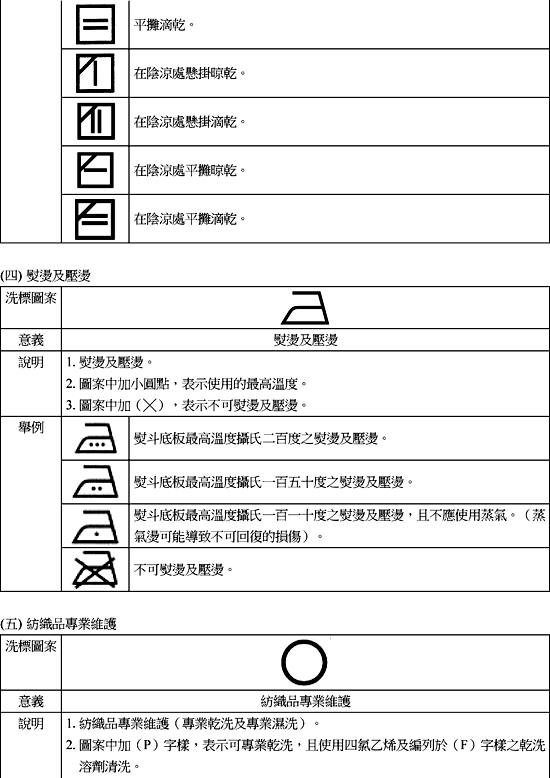 平攤滴乾。
在陰涼處懸掛晾乾。
在陰涼處懸掛滴乾。
在陰涼處平攤晾乾。
在陰涼處平攤滴乾。
(四) 熨燙及壓燙
洗標圖案
意義 熨燙及壓燙
說明 1. 熨燙及壓燙。
2. 圖案中加小圓點，表示使用的最高溫度。
3. 圖案中加（╳），表示不可熨燙及壓燙。
舉例 熨斗底板最高溫度攝氏二百度之熨燙及壓燙。
熨斗底板最高溫度攝氏一百五十度之熨燙及壓燙。
熨斗底板最高溫度攝氏一百一十度之熨燙及壓燙，且不應使用蒸氣。（蒸
氣燙可能導致不可回復的損傷）。
不可熨燙及壓燙。
(五) 紡織品專業維護
洗標圖案
意義 紡織品專業維護
說明 1. 紡織品專業維護（專業乾洗及專業濕洗）。
2. 圖案中加（P）字樣，表示可專業乾洗，且使用四氯乙烯及編列於（F）字樣之乾洗
溶劑清洗。